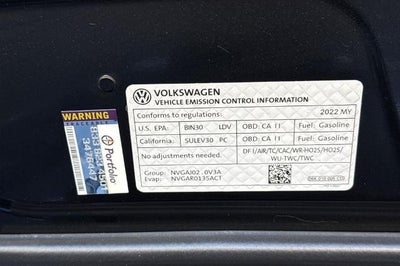 VOLKSWAGEN
VEHICLE EMISSION CONTROL INFORMATION
Conforms to regulations: 2022 MY
U.S. EPA: BIN30 LDV OBD: CA II Fuel: Gasoline
California: SULEV30 PC OBD: CA II Fuel: Gasoline
No adjustments needed. DFI/AIR/TC/CAC/WR-HO2S/HO2S/
WU-TWC/TWC
Group: NVGAJ02.0V3A
Evap: NVGAR0135ACT
WARNING
TRACEABLE
Portfolio